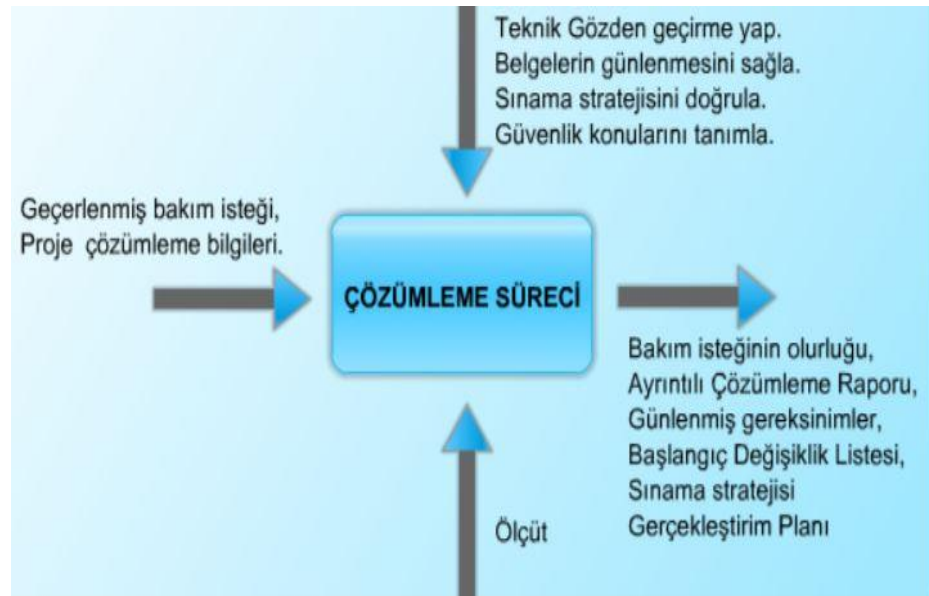 Teknik Gözden geçirme yap.
Belgelerin günlenmesini sağla.
Sınama stratejisini doğrula.
Güvenlik konularını tanımla.
Geçerlenmiş bakım isteği,
Proje çözümleme bilgileri.
ÇÖZÜMLEME SÜRECİ
Bakım isteğinin olurluğu,
Ayrıntılı Çözümleme Raporu,
Günlenmiş gereksinimler,
Başlangıç Değişiklik Listesi,
Sınama stratejisi
Gerçekleştirim Planı
Ölçüt